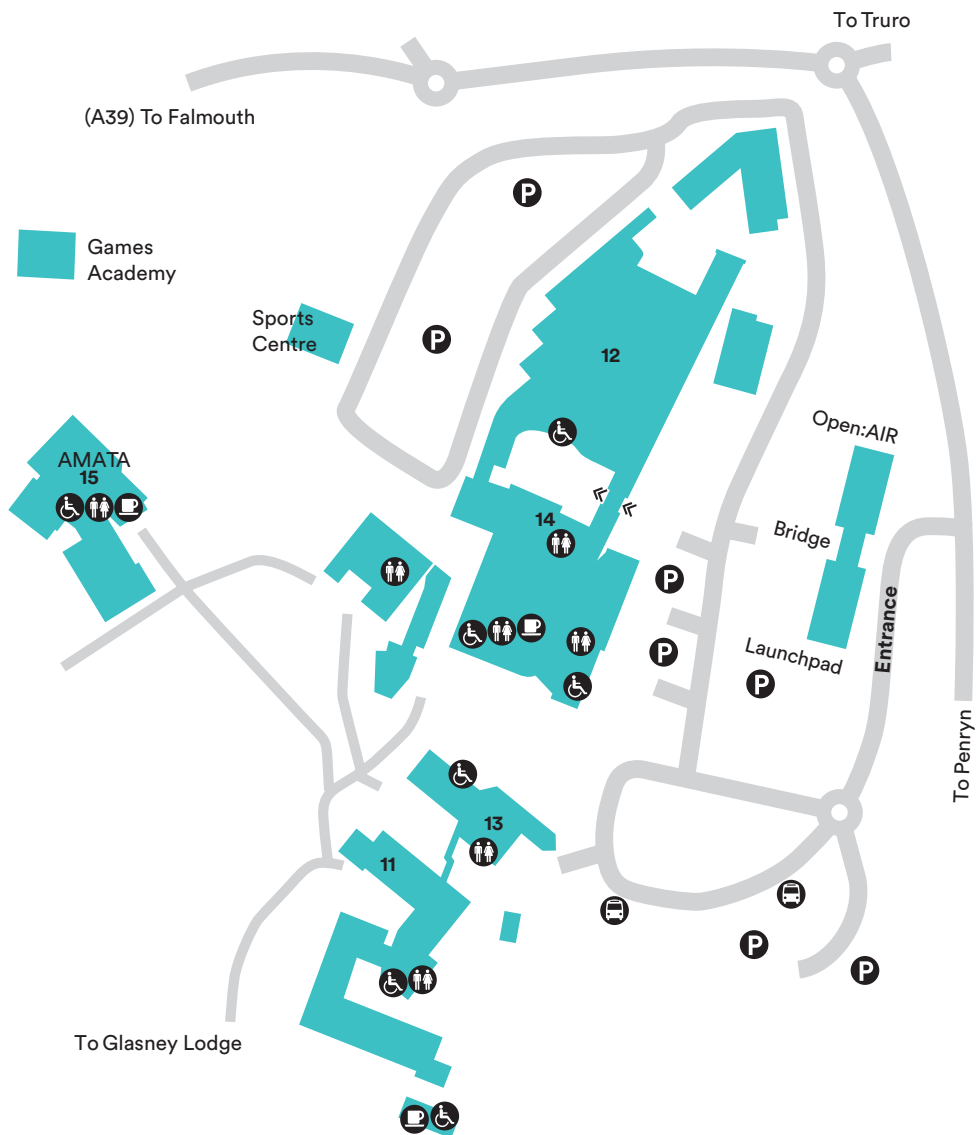 To Truro
(A39) To Falmouth
P
Games
Academy
Sports
Centre
P
12
Open:AIR
AMATA
15
14
Bridge
P
Entrance
Launchpad
P
P
To Penryn
13
11
P
P
To Glasney Lodge